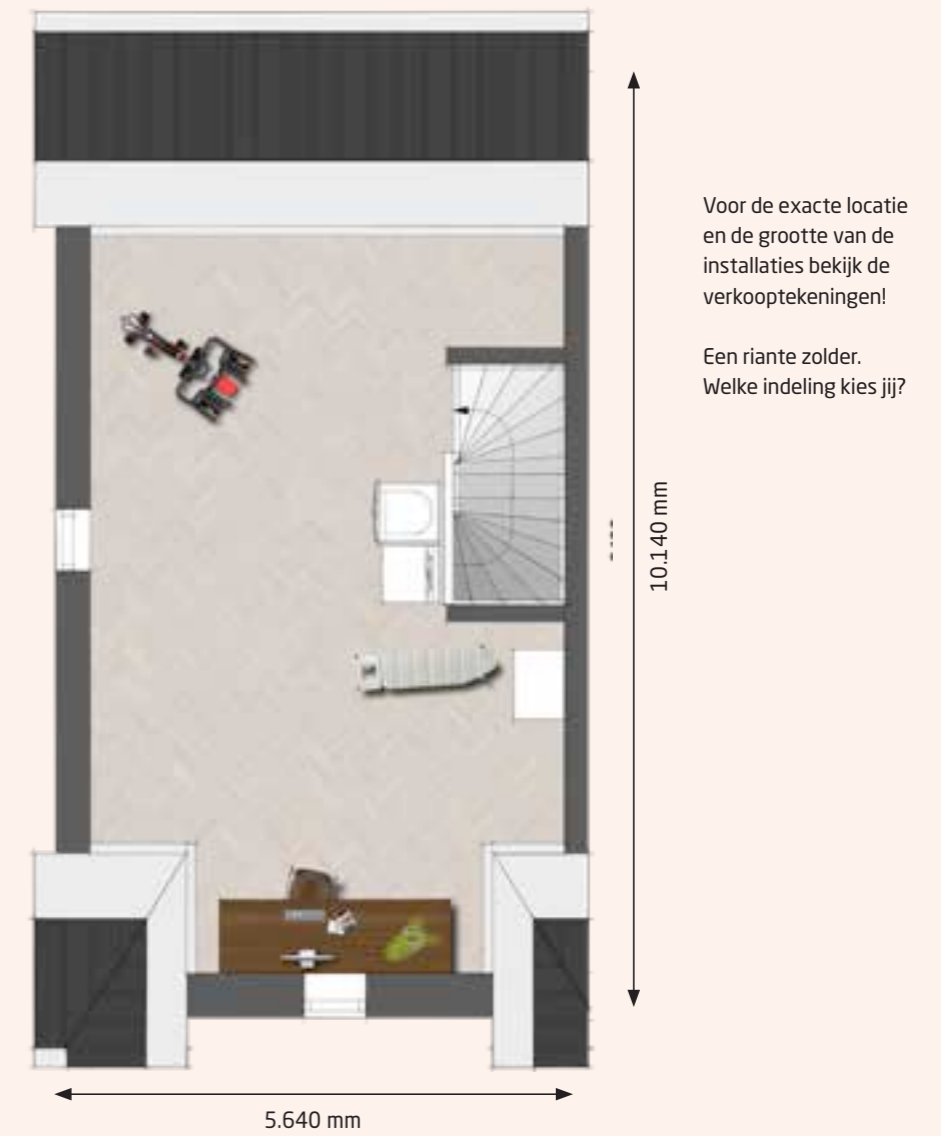 Voor de exacte locatie
en de grootte van de
installaties bekijk de
verkooptekeningen!
Een riante zolder.
Welke indeling kies jij?
10.140 mm
5.640 mm